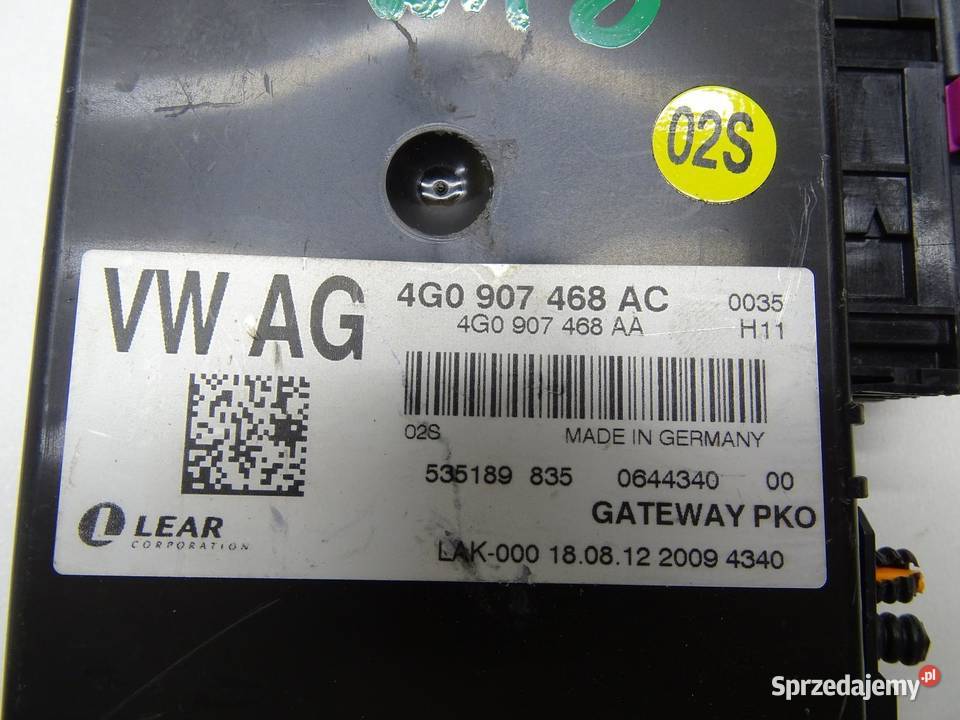 02S
VW AG
4G0 907 468 AC 0035
4G0 907 468 AA H11
02S MADE IN GERMANY
535189 835 0644340 00
GATEWAY PKO
LEAR
CORPORATION
LAK-000 18.08.12 2009 4340
Sprzedajemy.pl